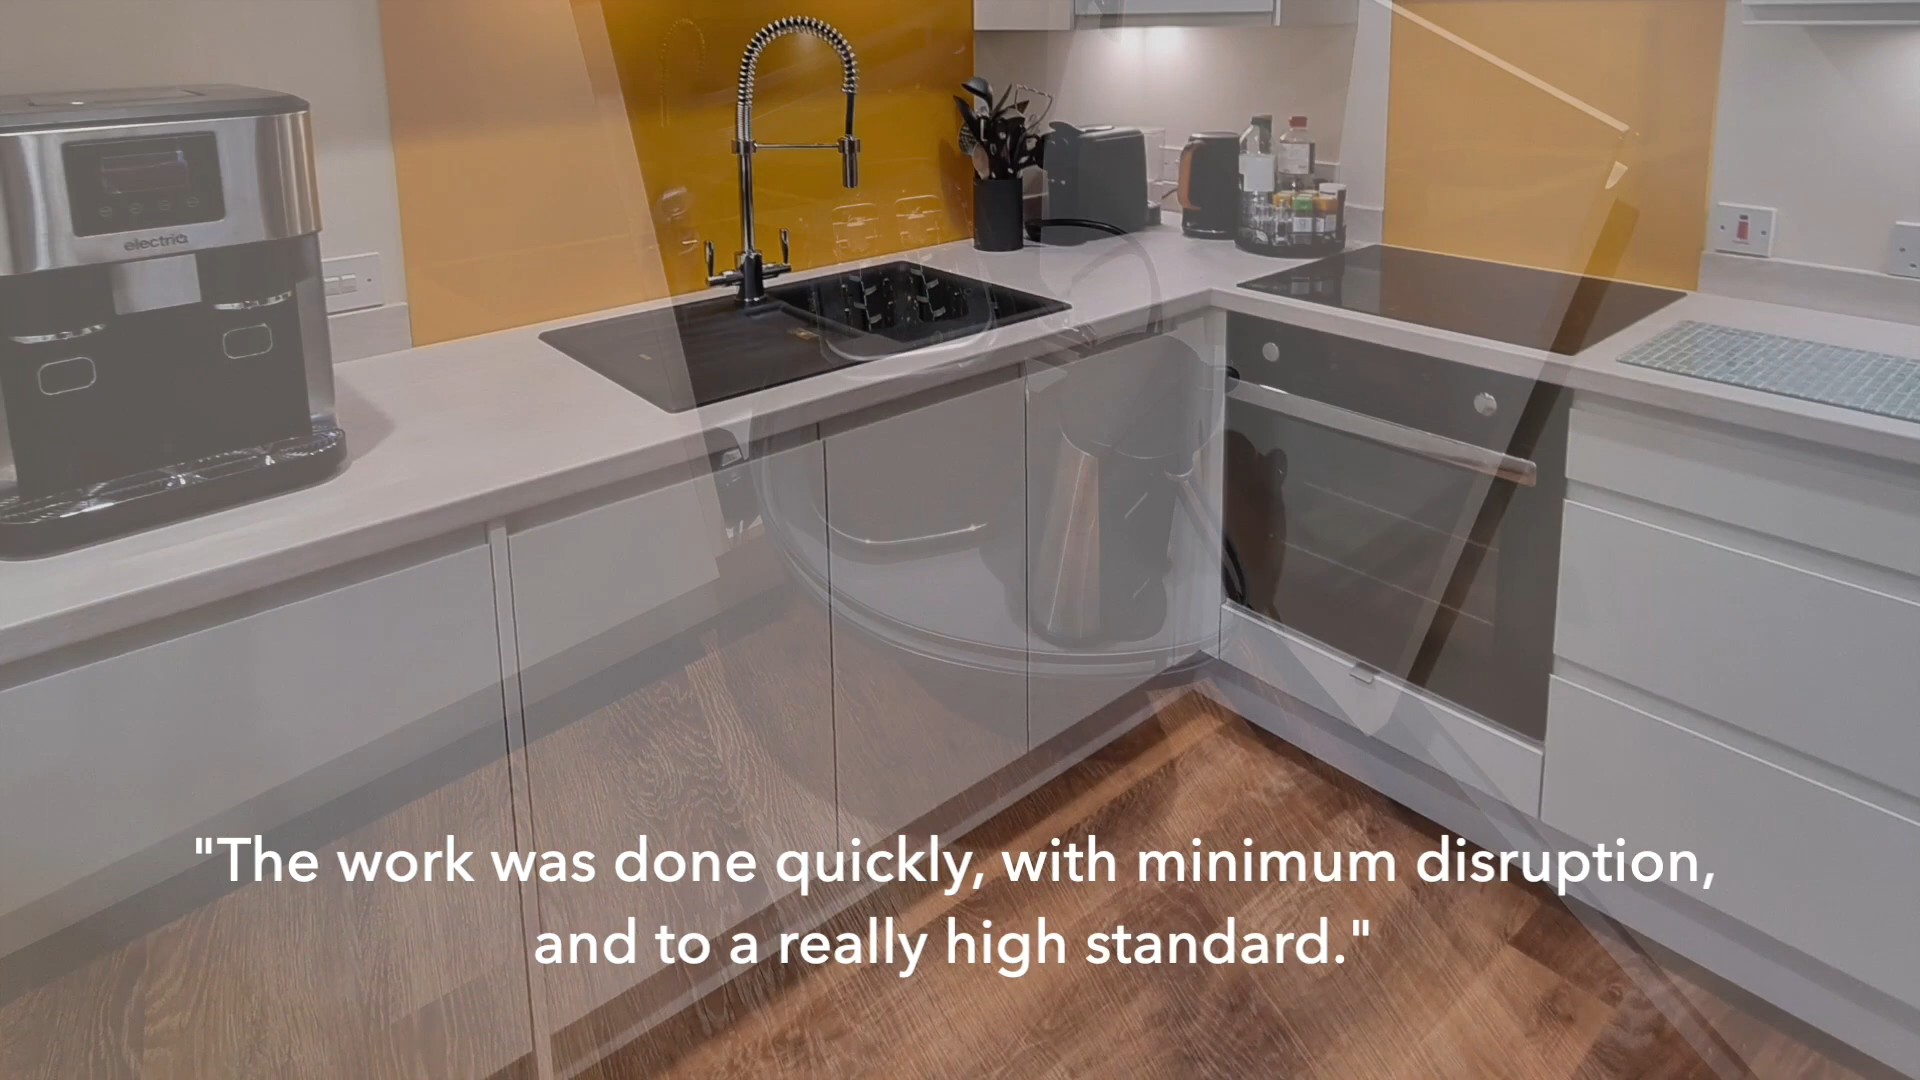 electriQ
"The work was done quickly, with minimum disruption,
and to a really high standard."